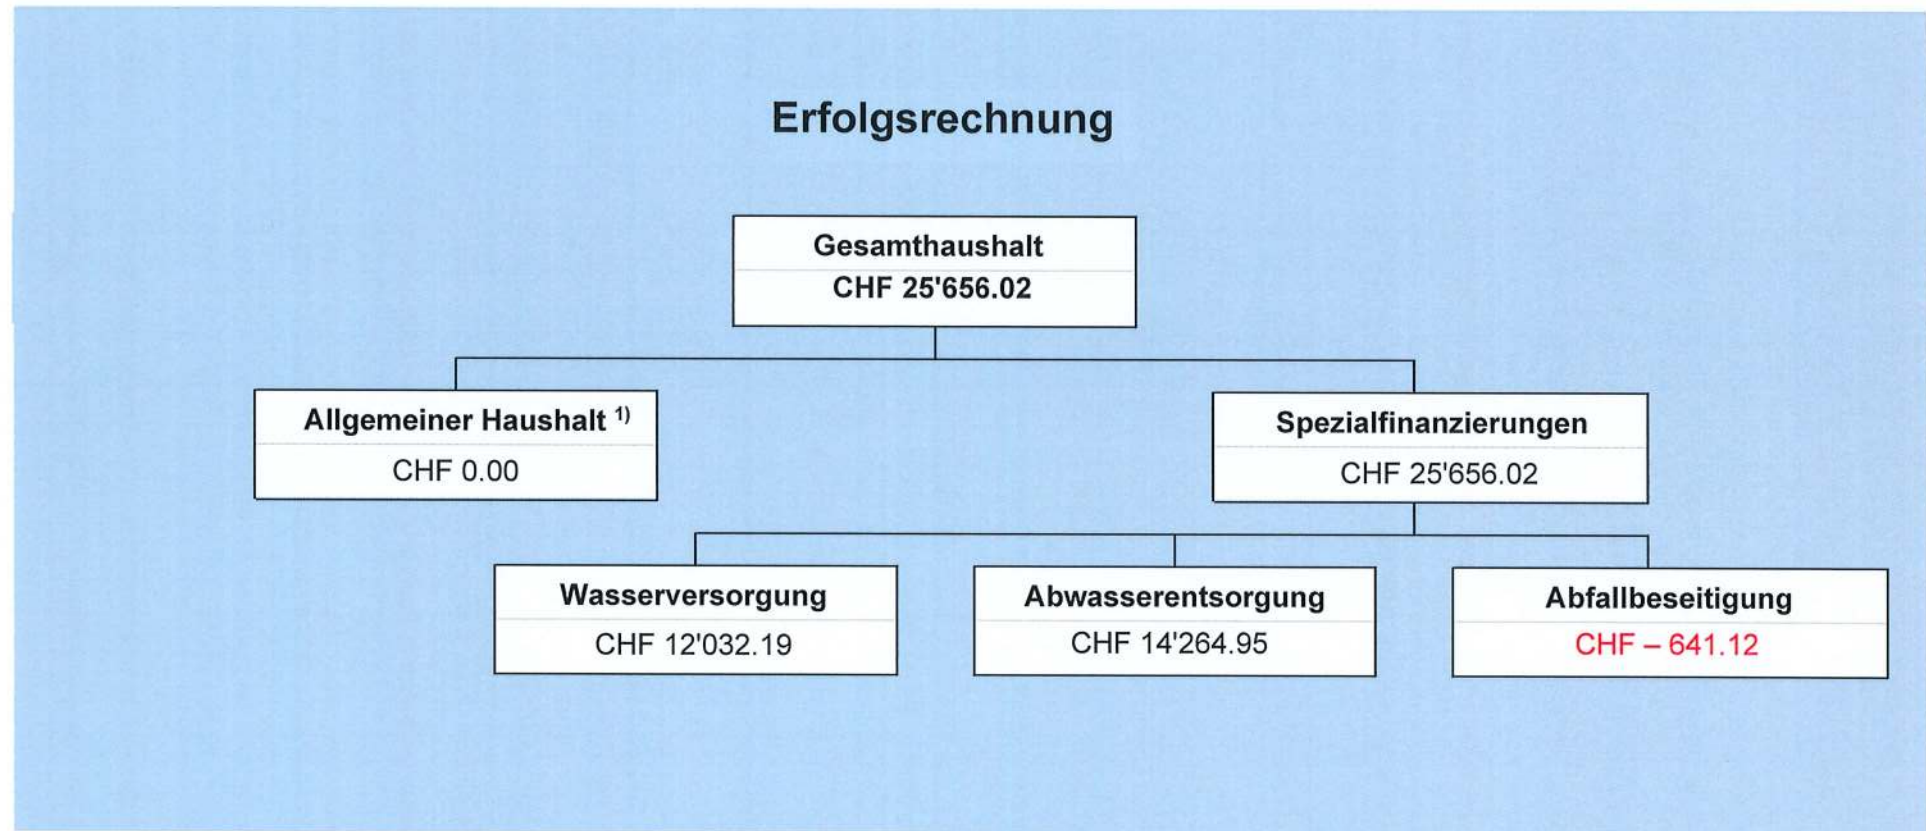 Erfolgsrechnung
Gesamthaushalt
CHF 25'656.02
Allgemeiner Haushalt ¹⁾
CHF 0.00
Spezialfinanzierungen
CHF 25'656.02
Wasserversorgung
CHF 12'032.19
Abwasserentsorgung
CHF 14'264.95
Abfallbeseitigung
CHF – 641.12